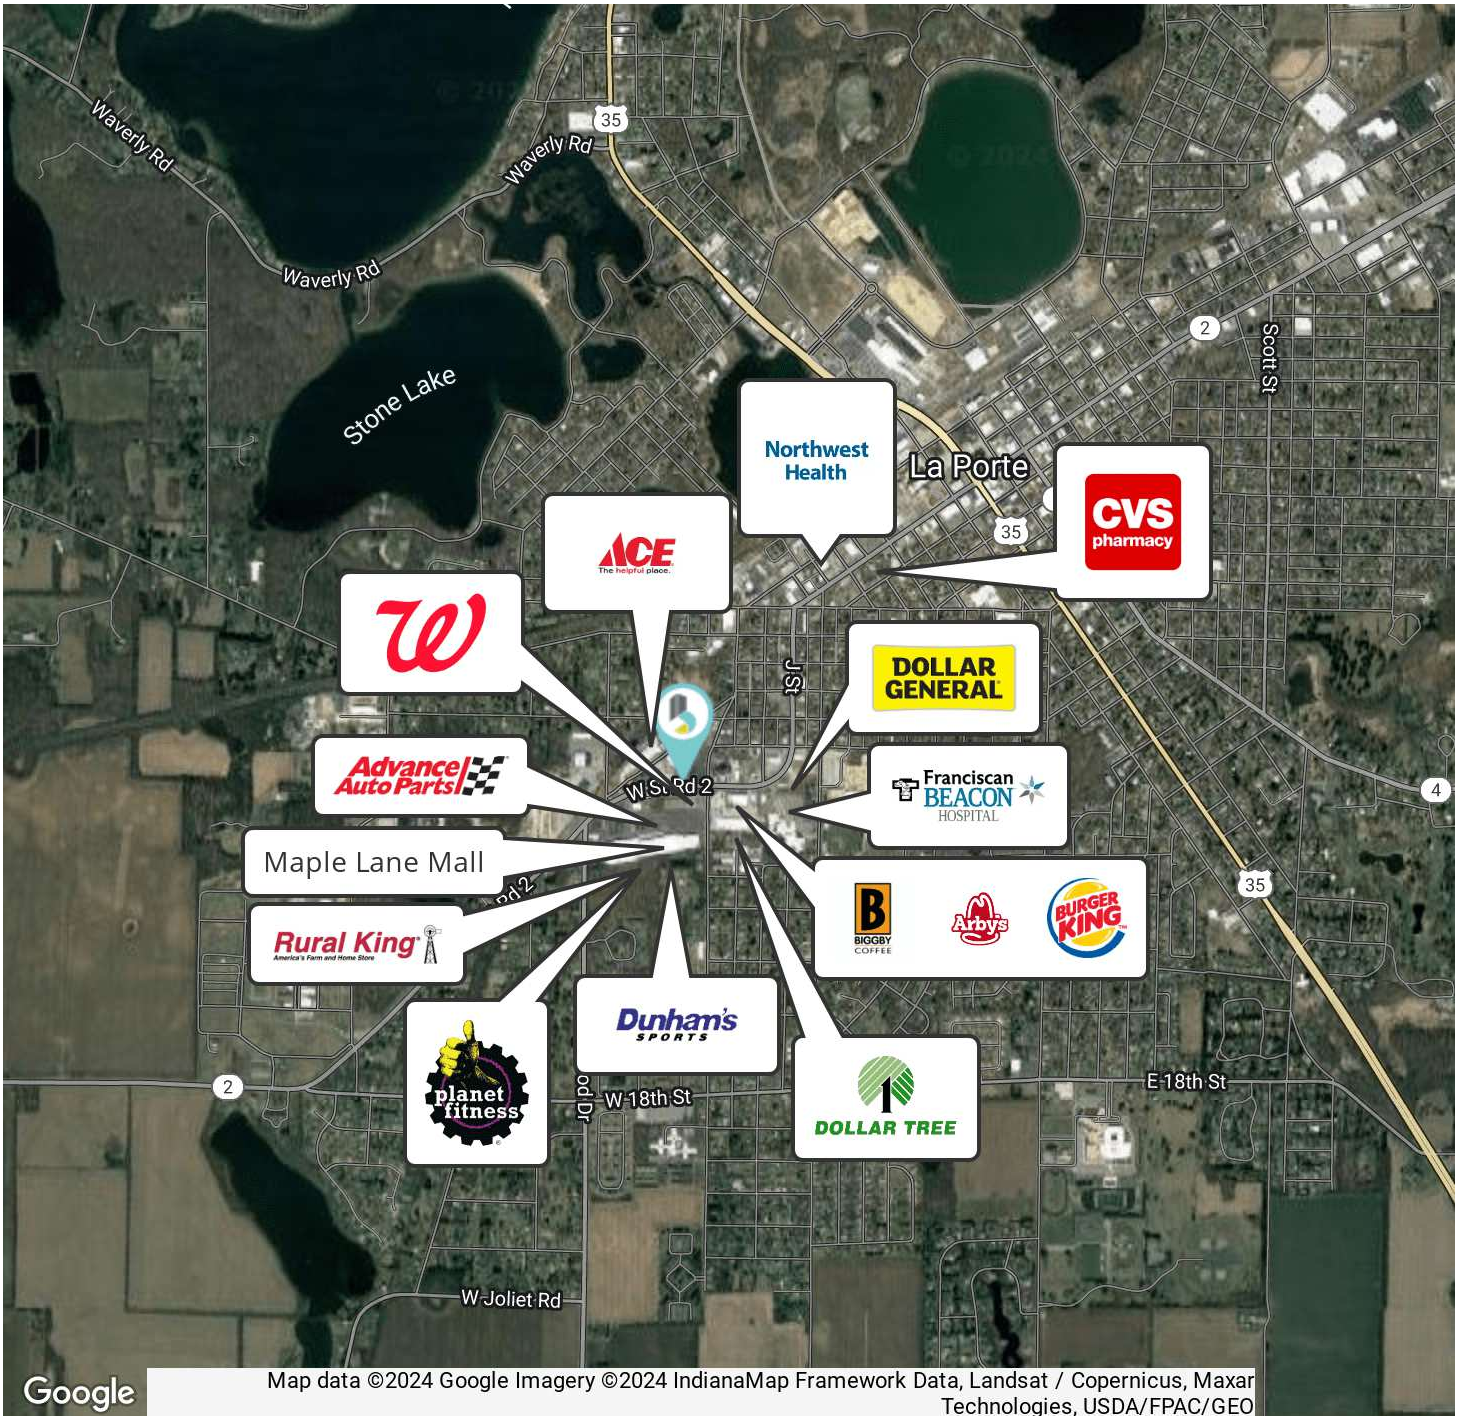 35
Waverly Rd
Waverly Rd
Waverly Rd
2
Scott St
Stone Lake
Northwest
Health
La Porte
35
CVS
pharmacy
ACE
The helpful place.
W
DOLLAR
GENERAL
J St
Advance
Auto Parts
W St Rd 2
Franciscan
BEACON
HOSPITAL
4
Maple Lane Mall
Rd 2
35
B
BIGGBY
COFFEE
Arby's
BURGER
KING
Rural King
America's Farm and Home Store
Dunham's
SPORTS
planet
fitness
1
DOLLAR TREE
2
od Dr
W 18th St
E 18th St
W Joliet Rd
Google
Map data ©2024 Google Imagery ©2024 IndianaMap Framework Data, Landsat / Copernicus, Maxar
Technologies, USDA/FPAC/GEO